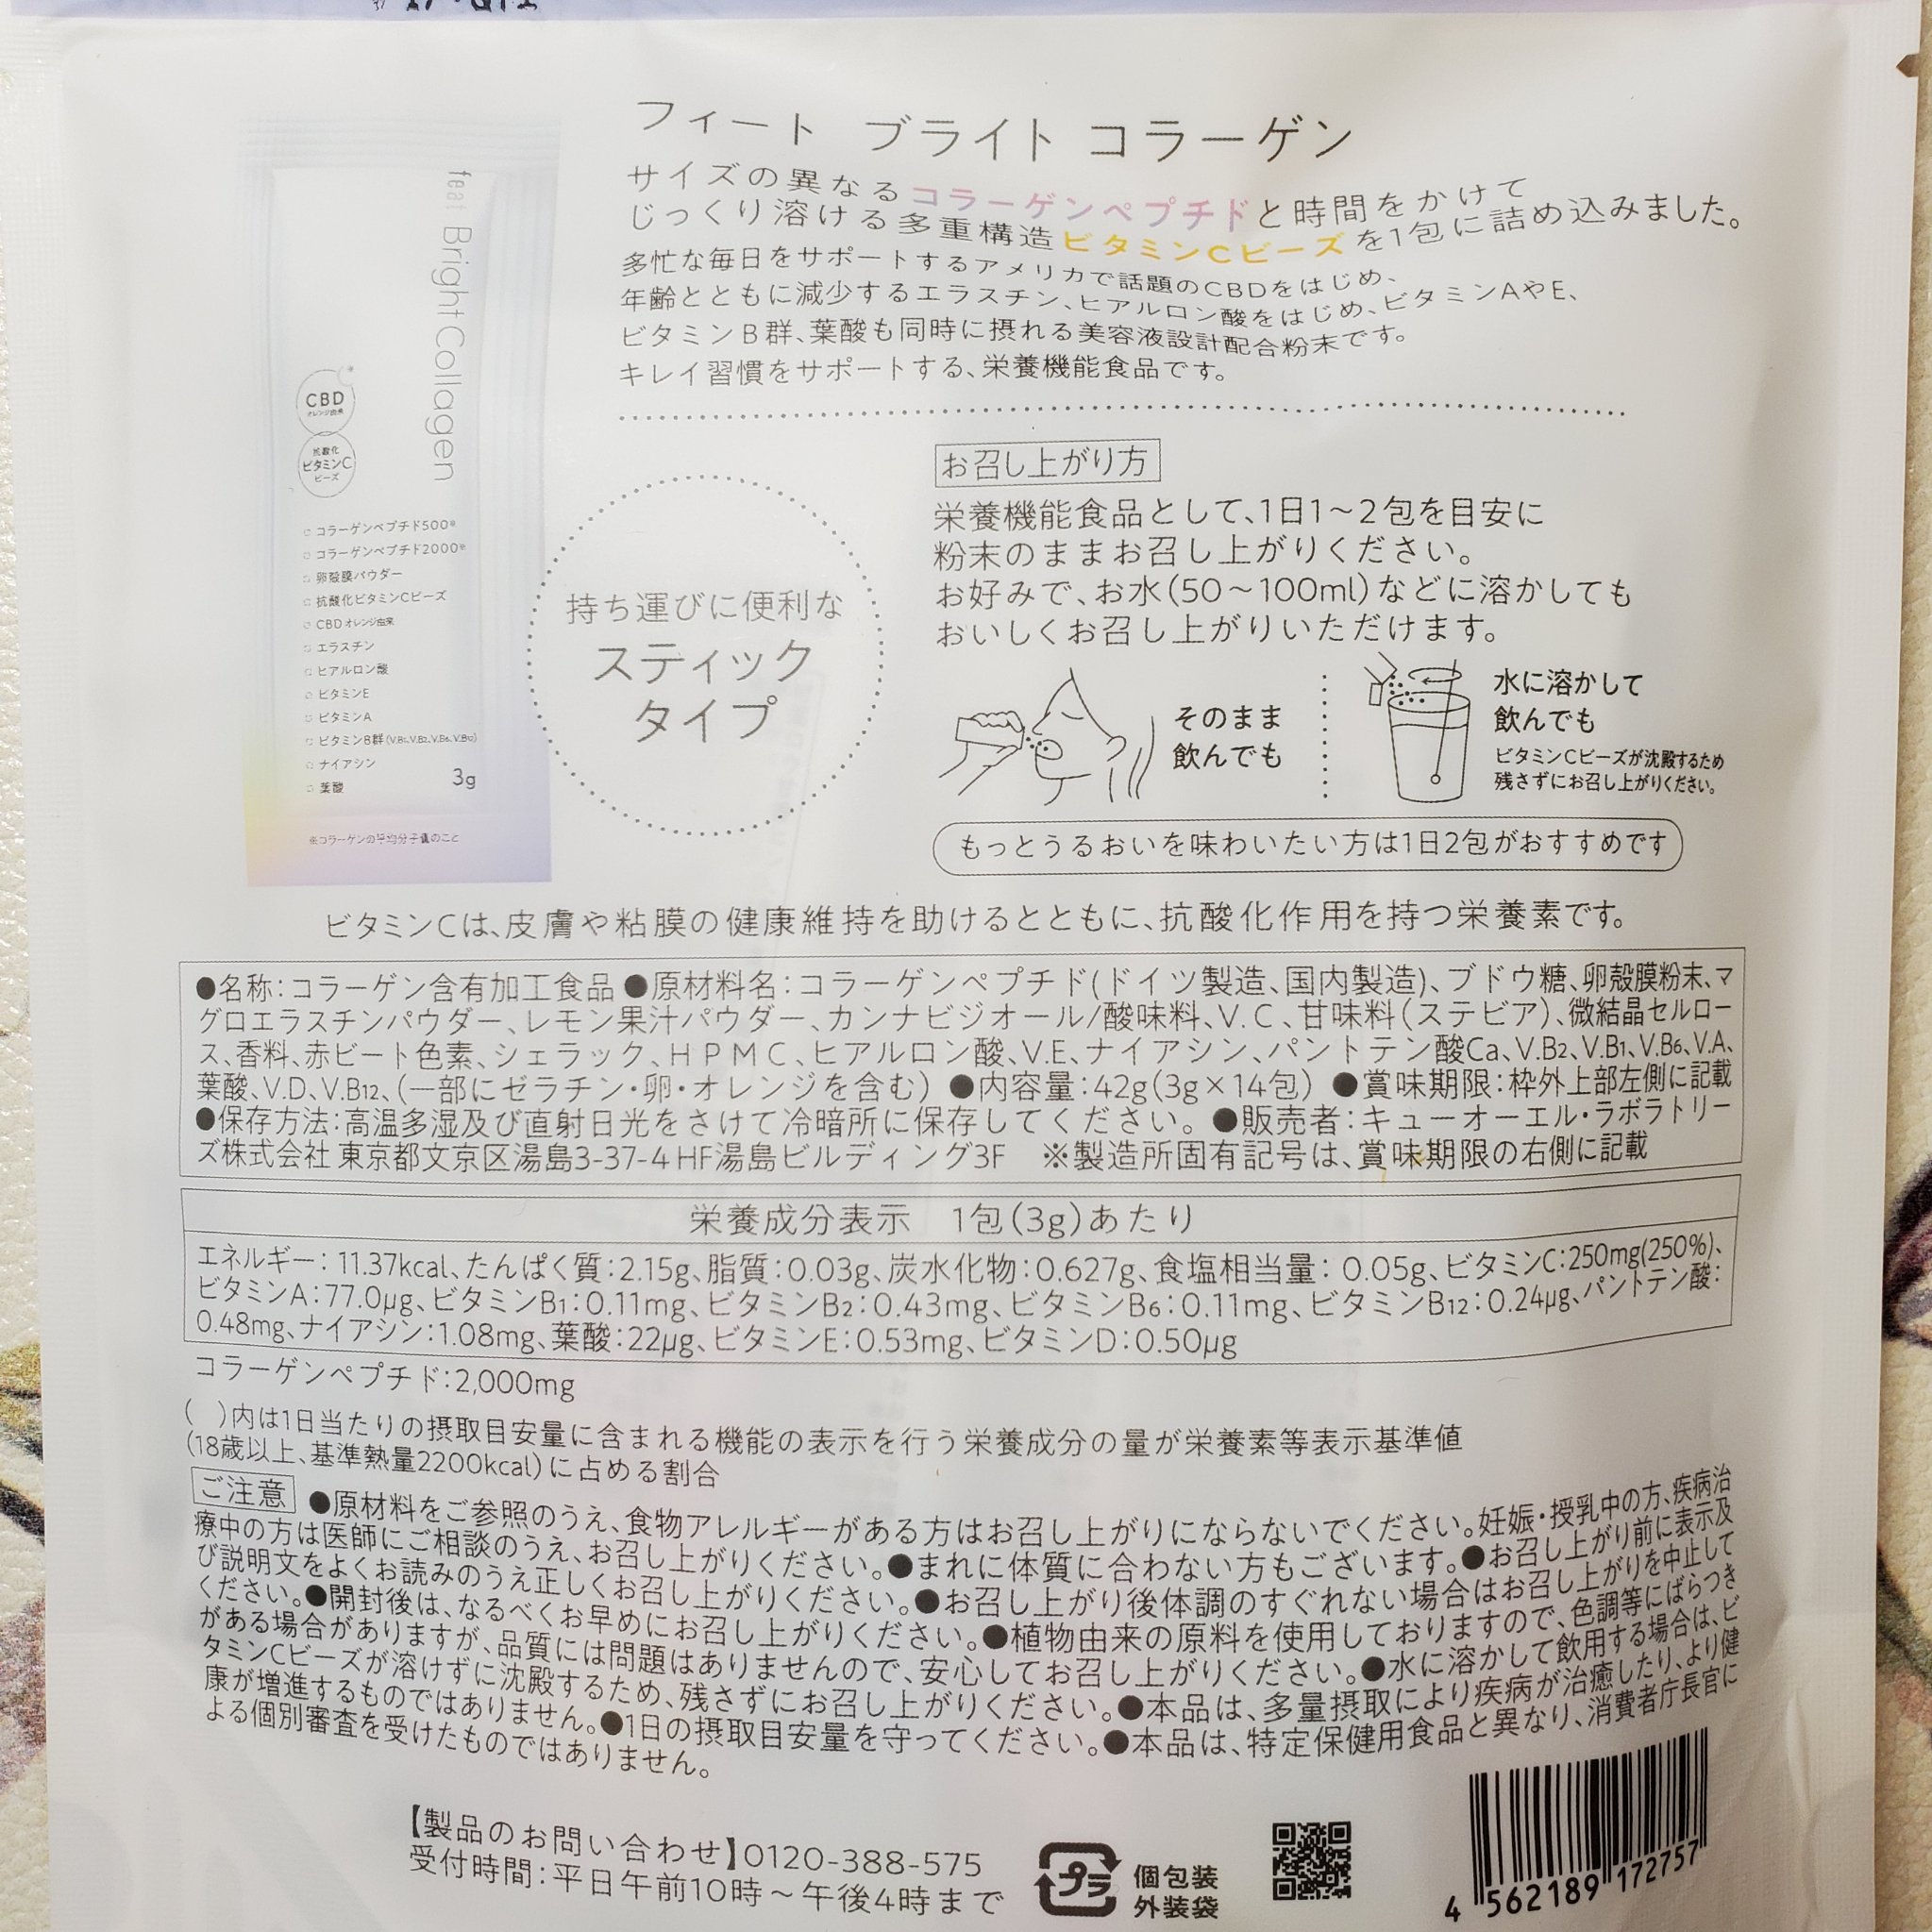 フィート ブライト コラーゲン
サイズの異なるコラーゲンペプチドと時間をかけて
じっくり溶ける多重構造ビタミンCビーズを1包に詰め込みました。
多忙な毎日をサポートするアメリカで話題のCBDをはじめ、
年齢とともに減少するエラスチン、ヒアルロン酸をはじめ、ビタミンAやE、
ビタミンB群、葉酸も同時に摂れる美容液設計配合粉末です。
キレイ習慣をサポートする、栄養機能食品です。
feat Bright Collagen
CBD
オレンジ由来
抗酸化
ビタミンC
ビーズ
コラーゲンペプチド500※
コラーゲンペプチド2000※
卵殻膜パウダー
抗酸化ビタミンCビーズ
CBDオレンジ由来
エラスチン
ヒアルロン酸
ビタミンE
ビタミンA
ビタミンB群(V.B1、V.B2、V.B6、V.B12)
ナイアシン
葉酸
3g
※コラーゲンの平均分子量のこと
持ち運びに便利な
スティック
タイプ
お召し上がり方
栄養機能食品として、1日1～2包を目安に
粉末のままお召し上がりください。
お好みで、お水(50～100ml)などに溶かしても
おいしくお召し上がりいただけます。
そのまま
飲んでも
水に溶かして
飲んでも
ビタミンCビーズが沈殿するため
残さずにお召し上がりください。
もっとうるおいを味わいたい方は1日2包がおすすめです
ビタミンCは、皮膚や粘膜の健康維持を助けるとともに、抗酸化作用を持つ栄養素です。
●名称：コラーゲン含有加工食品 ●原材料名：コラーゲンペプチド(ドイツ製造、国内製造)、ブドウ糖、卵殻膜粉末、マ
グロエラスチンパウダー、レモン果汁パウダー、カンナビジオール/酸味料、V.C、甘味料(ステビア)、微結晶セルロー
ス、香料、赤ビート色素、シェラック、HPMC、ヒアルロン酸、V.E、ナイアシン、パントテン酸Ca、V.B2、V.B1、V.B6、V.A、
葉酸、V.D、V.B12、(一部にゼラチン・卵・オレンジを含む) ●内容量：42g(3g×14包) ●賞味期限：枠外上部左側に記載
●保存方法：高温多湿及び直射日光をさけて冷暗所に保存してください。 ●販売者：キューオーエル・ラボラトリー
ズ株式会社 東京都文京区湯島3-37-4 HF湯島ビルディング3F ※製造所固有記号は、賞味期限の右側に記載
栄養成分表示 1包(3g)あたり
エネルギー：11.37kcal、たんぱく質：2.15g、脂質：0.03g、炭水化物：0.627g、食塩相当量：0.05g、ビタミンC：250mg(250%)、
ビタミンA：77.0μg、ビタミンB1：0.11mg、ビタミンB2：0.43mg、ビタミンB6：0.11mg、ビタミンB12：0.24μg、パントテン酸：
0.48mg、ナイアシン：1.08mg、葉酸：22μg、ビタミンE：0.53mg、ビタミンD：0.50μg
コラーゲンペプチド：2,000mg
( )内は1日当たりの摂取目安量に含まれる機能の表示を行う栄養成分の量が栄養素等表示基準値
(18歳以上、基準熱量2200kcal)に占める割合
ご注意 ●原材料をご参照のうえ、食物アレルギーがある方はお召し上がりにならないでください。妊娠・授乳中の方、疾病治
療中の方は医師にご相談のうえ、お召し上がりください。●まれに体質に合わない方もございます。●お召し上がり前に表示及
び説明文をよくお読みのうえ正しくお召し上がりください。●お召し上がり後体調のすぐれない場合はお召し上がりを中止して
ください。●開封後は、なるべくお早めにお召し上がりください。●植物由来の原料を使用しておりますので、色調等にばらつき
がある場合がありますが、品質には問題はありませんので、安心してお召し上がりください。●水に溶かして飲用する場合は、ビ
タミンCビーズが溶けずに沈殿するため、残さずにお召し上がりください。●本品は、多量摂取により疾病が治癒したり、より健
康が増進するものではありません。●1日の摂取目安量を守ってください。●本品は、特定保健用食品と異なり、消費者庁長官に
よる個別審査を受けたものではありません。
【製品のお問い合わせ】0120-388-575
受付時間：平日午前10時～午後4時まで
プラ
個包装
外装袋
4 562189 172757